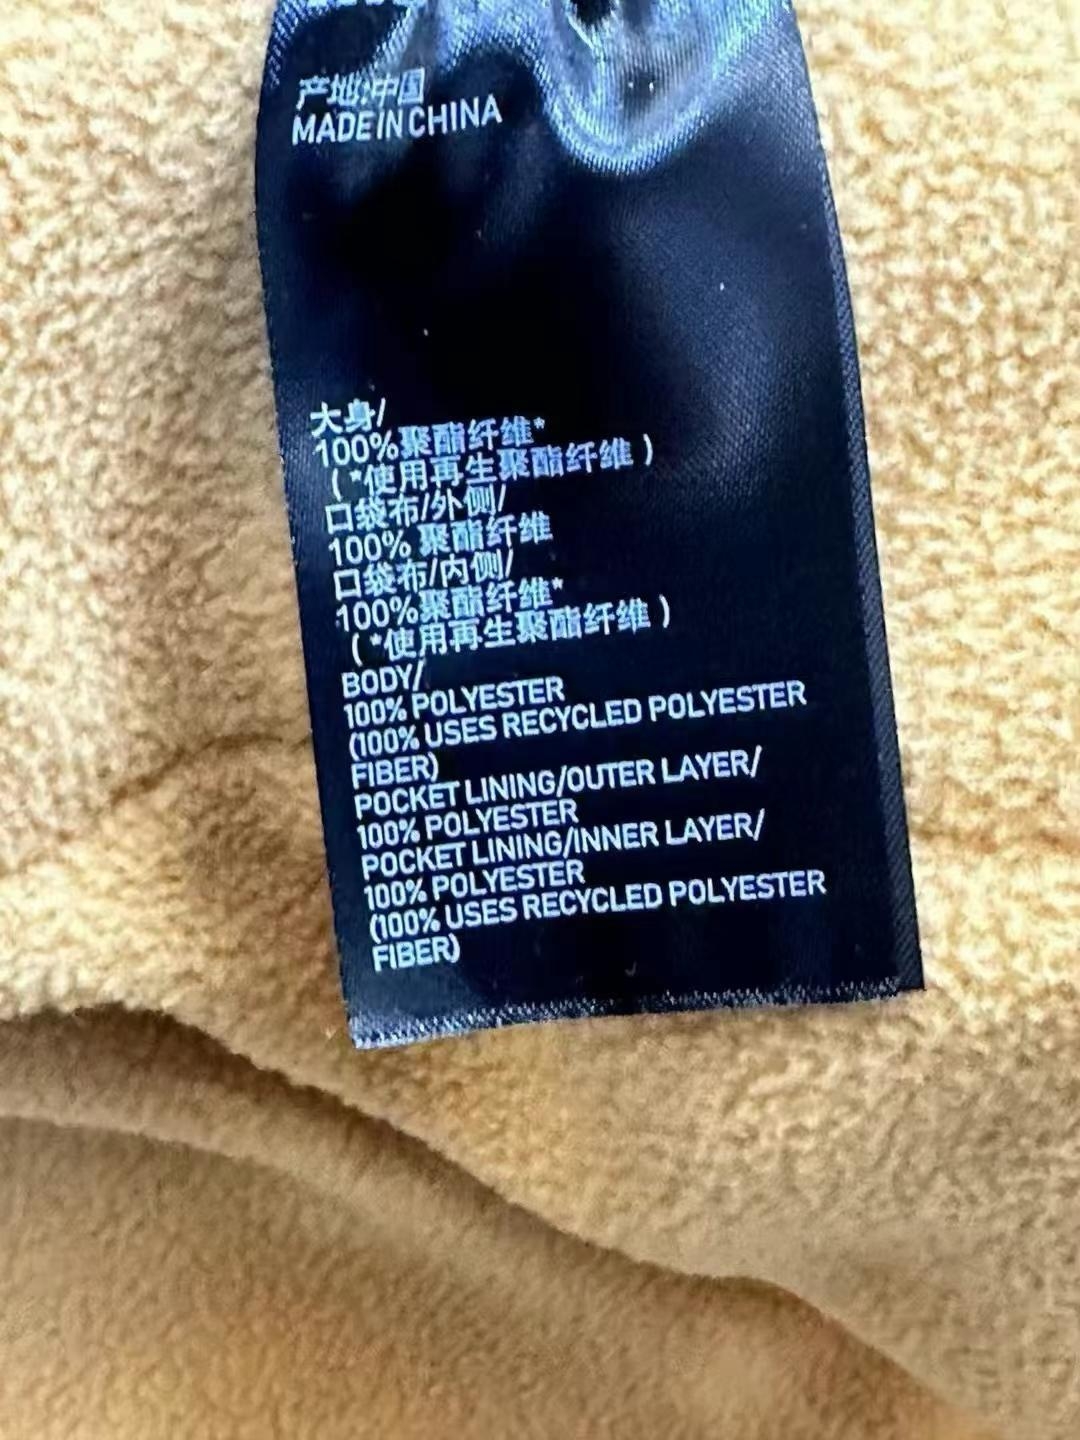 产地:中国
MADE IN CHINA
大身/
100%聚酯纤维*
(*使用再生聚酯纤维)
口袋布/外侧/
100% 聚酯纤维
口袋布/内侧/
100%聚酯纤维*
(*使用再生聚酯纤维)
BODY/
100% POLYESTER
(100% USES RECYCLED POLYESTER
FIBER)
POCKET LINING/OUTER LAYER/
100% POLYESTER
POCKET LINING/INNER LAYER/
100% POLYESTER
(100% USES RECYCLED POLYESTER
FIBER)